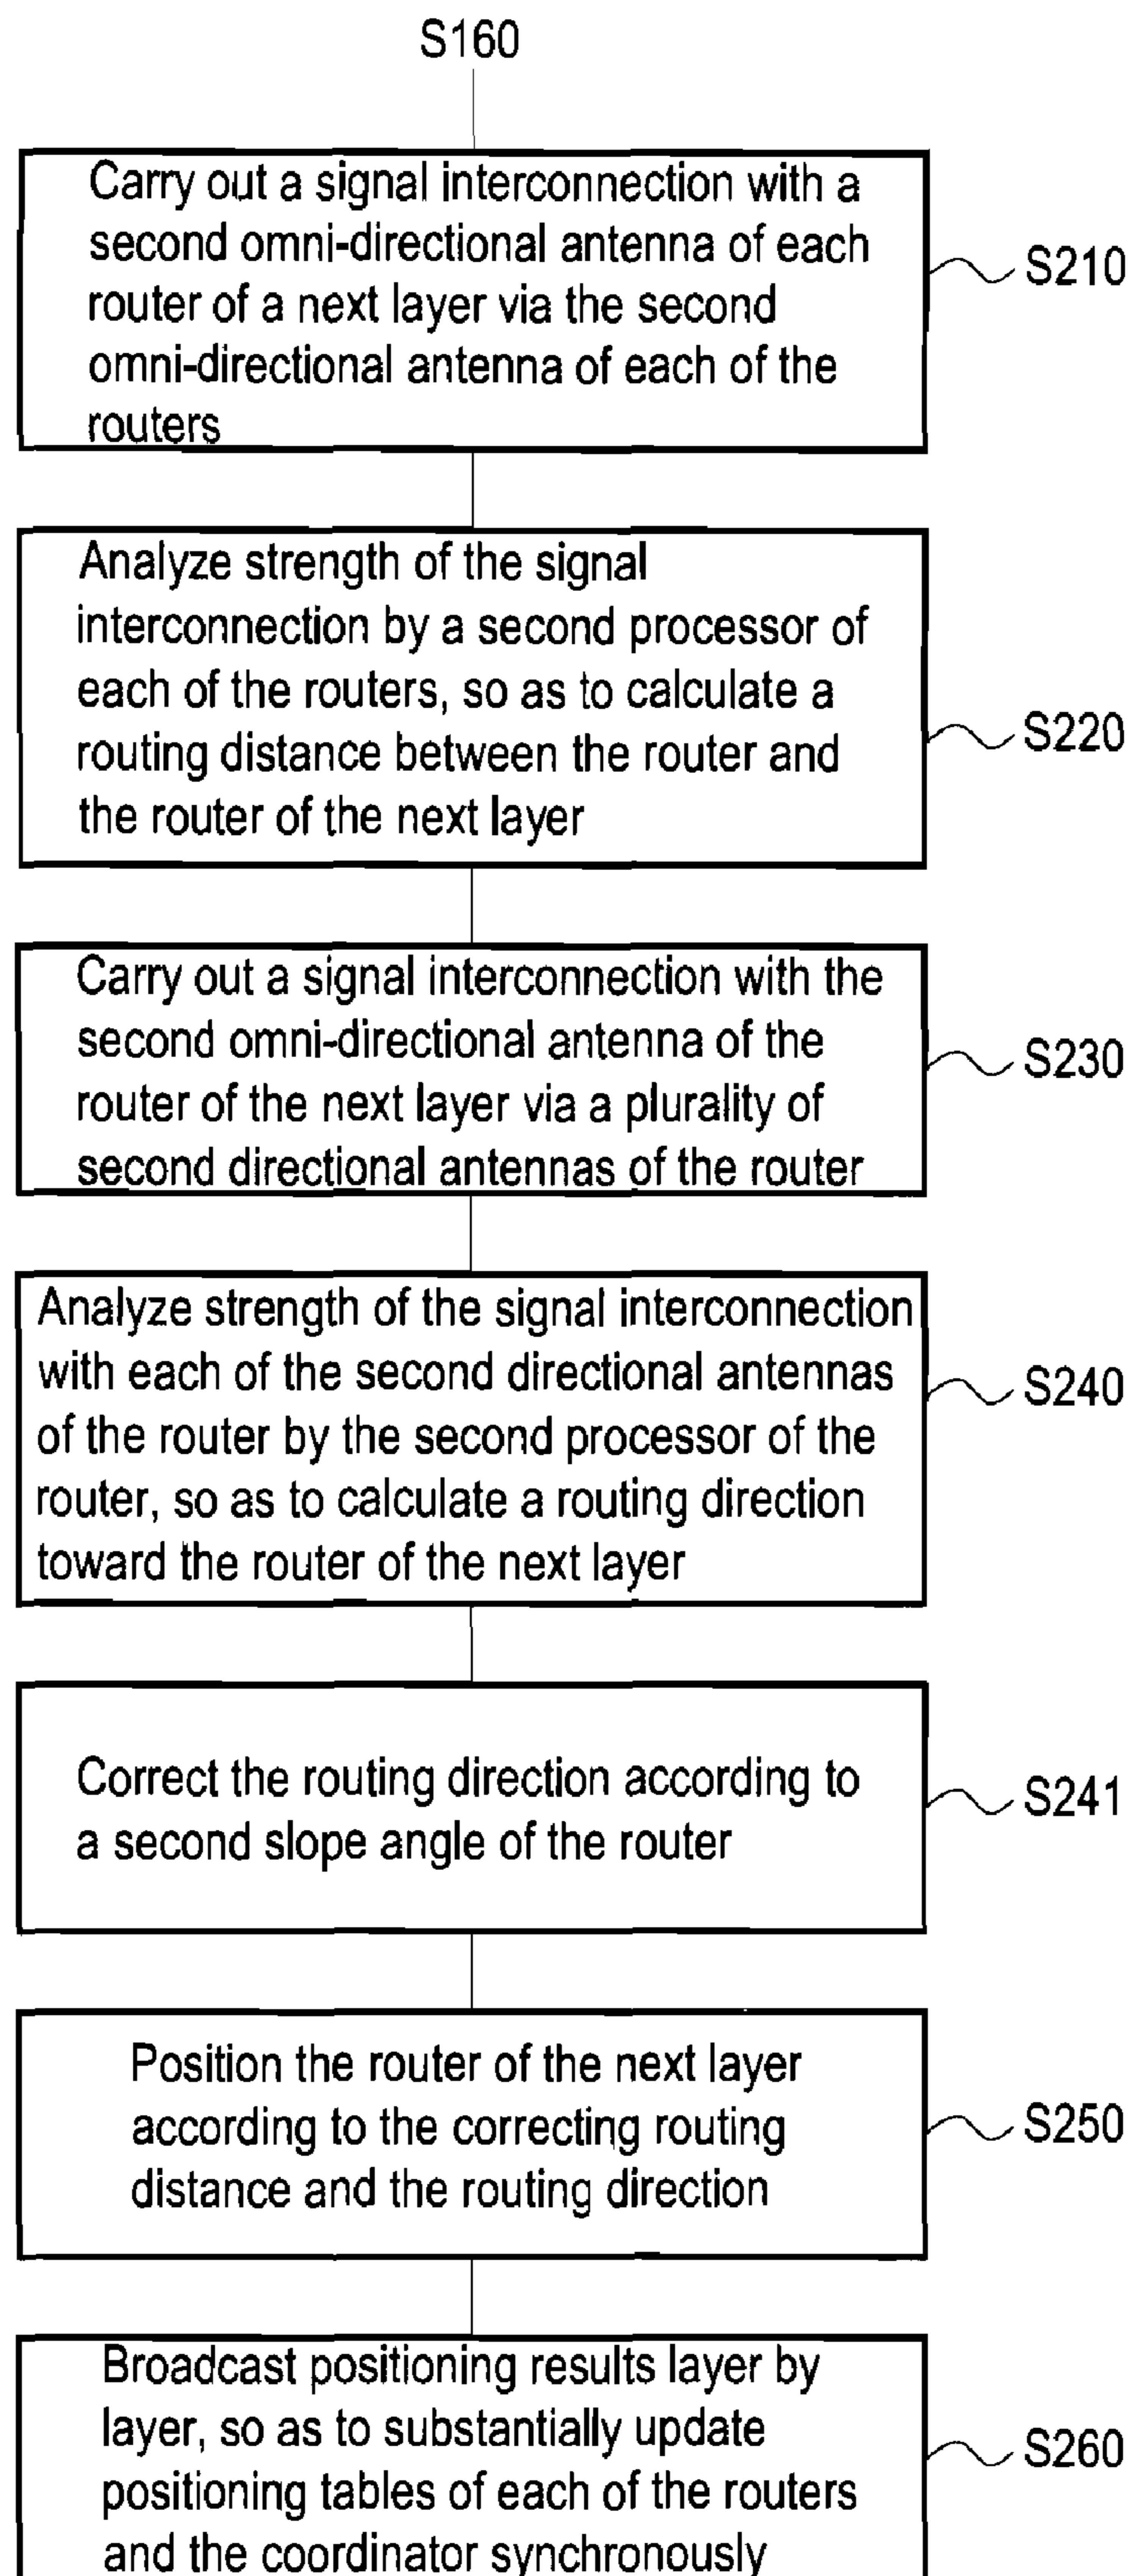 S160
Carry out a signal interconnection with a
second omni-directional antenna of each
router of a next layer via the second
omni-directional antenna of each of the
routers
S210
Analyze strength of the signal
interconnection by a second processor of
each of the routers, so as to calculate a
routing distance between the router and
the router of the next layer
S220
Carry out a signal interconnection with the
second omni-directional antenna of the
router of the next layer via a plurality of
second directional antennas of the router
S230
Analyze strength of the signal interconnection
with each of the second directional antennas
of the router by the second processor of the
router, so as to calculate a routing direction
toward the router of the next layer
S240
Correct the routing direction according to
a second slope angle of the router
S241
Position the router of the next layer
according to the correcting routing
distance and the routing direction
S250
Broadcast positioning results layer by
layer, so as to substantially update
positioning tables of each of the routers
and the coordinator synchronously
S260